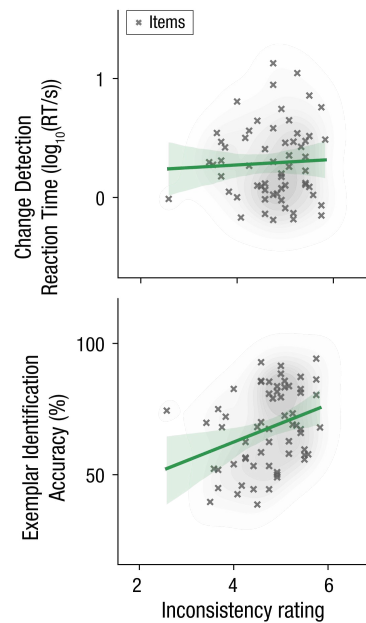 × Items
1
0
Change Detection
Reaction Time (log10(RT/s))
100
50
Exemplar Identification
Accuracy (%)
2 4 6
Inconsistency rating